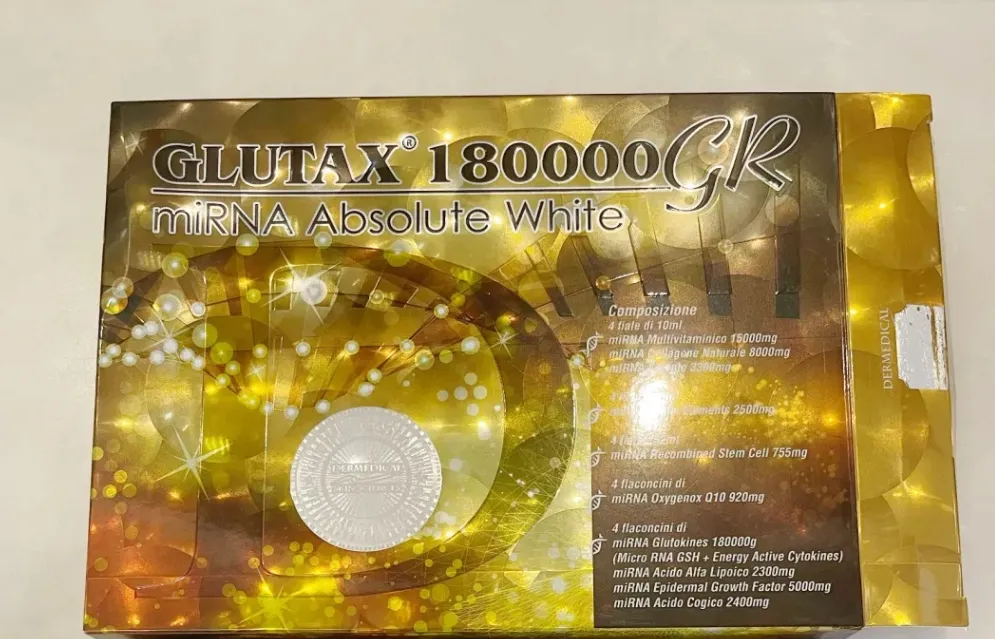 GLUTAX® 180000GR
miRNA Absolute White
Composizione
4 fiale di 10ml
miRNA Multivitaminico 15000mg
miRNA Collagene Naturale 8000mg
3300mg
2500mg
4
miRNA Recombined Stem Cell 755mg
4 flaconcini di
miRNA Oxygenox Q10 920mg
4 flaconcini di
miRNA Glutokines 180000g
(Micro RNA GSH + Energy Active Cytokines)
miRNA Acido Alfa Lipoico 2300mg
miRNA Epidermal Growth Factor 5000mg
miRNA Acido Cogico 2400mg
DERMEDICAL
DERMEDICAL